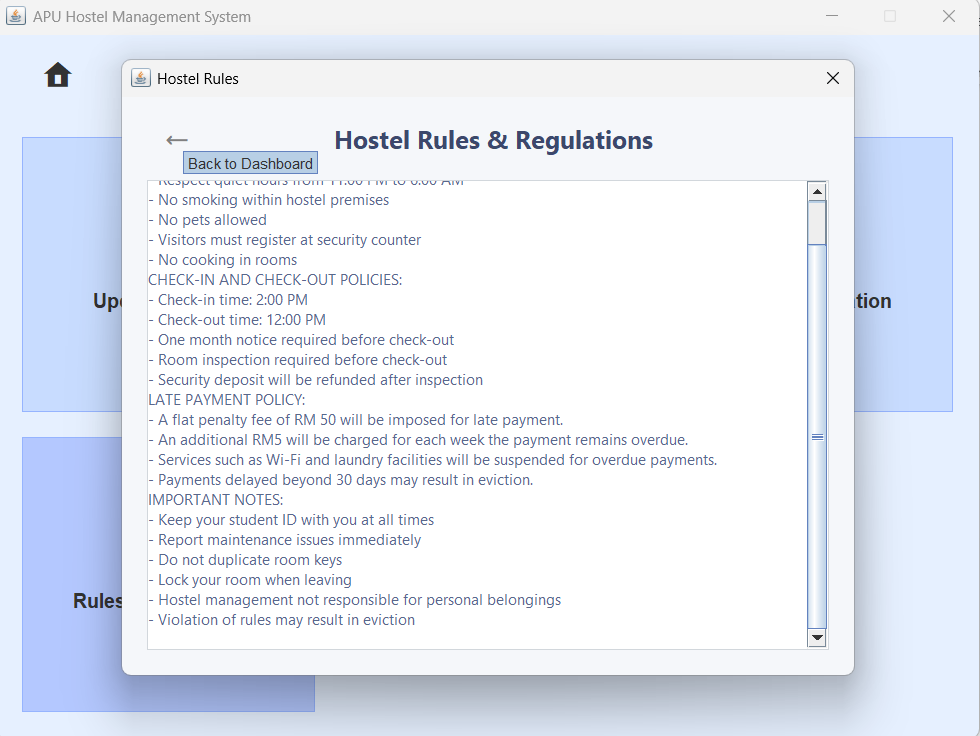 APU Hostel Management System
Hostel Rules
Hostel Rules & Regulations
Back to Dashboard
- Respect quiet hours from 11:00 PM to 6:00 AM
- No smoking within hostel premises
- No pets allowed
- Visitors must register at security counter
- No cooking in rooms
CHECK-IN AND CHECK-OUT POLICIES:
- Check-in time: 2:00 PM
- Check-out time: 12:00 PM
- One month notice required before check-out
- Room inspection required before check-out
- Security deposit will be refunded after inspection
LATE PAYMENT POLICY:
- A flat penalty fee of RM 50 will be imposed for late payment.
- An additional RM5 will be charged for each week the payment remains overdue.
- Services such as Wi-Fi and laundry facilities will be suspended for overdue payments.
- Payments delayed beyond 30 days may result in eviction.
IMPORTANT NOTES:
- Keep your student ID with you at all times
- Report maintenance issues immediately
- Do not duplicate room keys
- Lock your room when leaving
- Hostel management not responsible for personal belongings
- Violation of rules may result in eviction
Rules